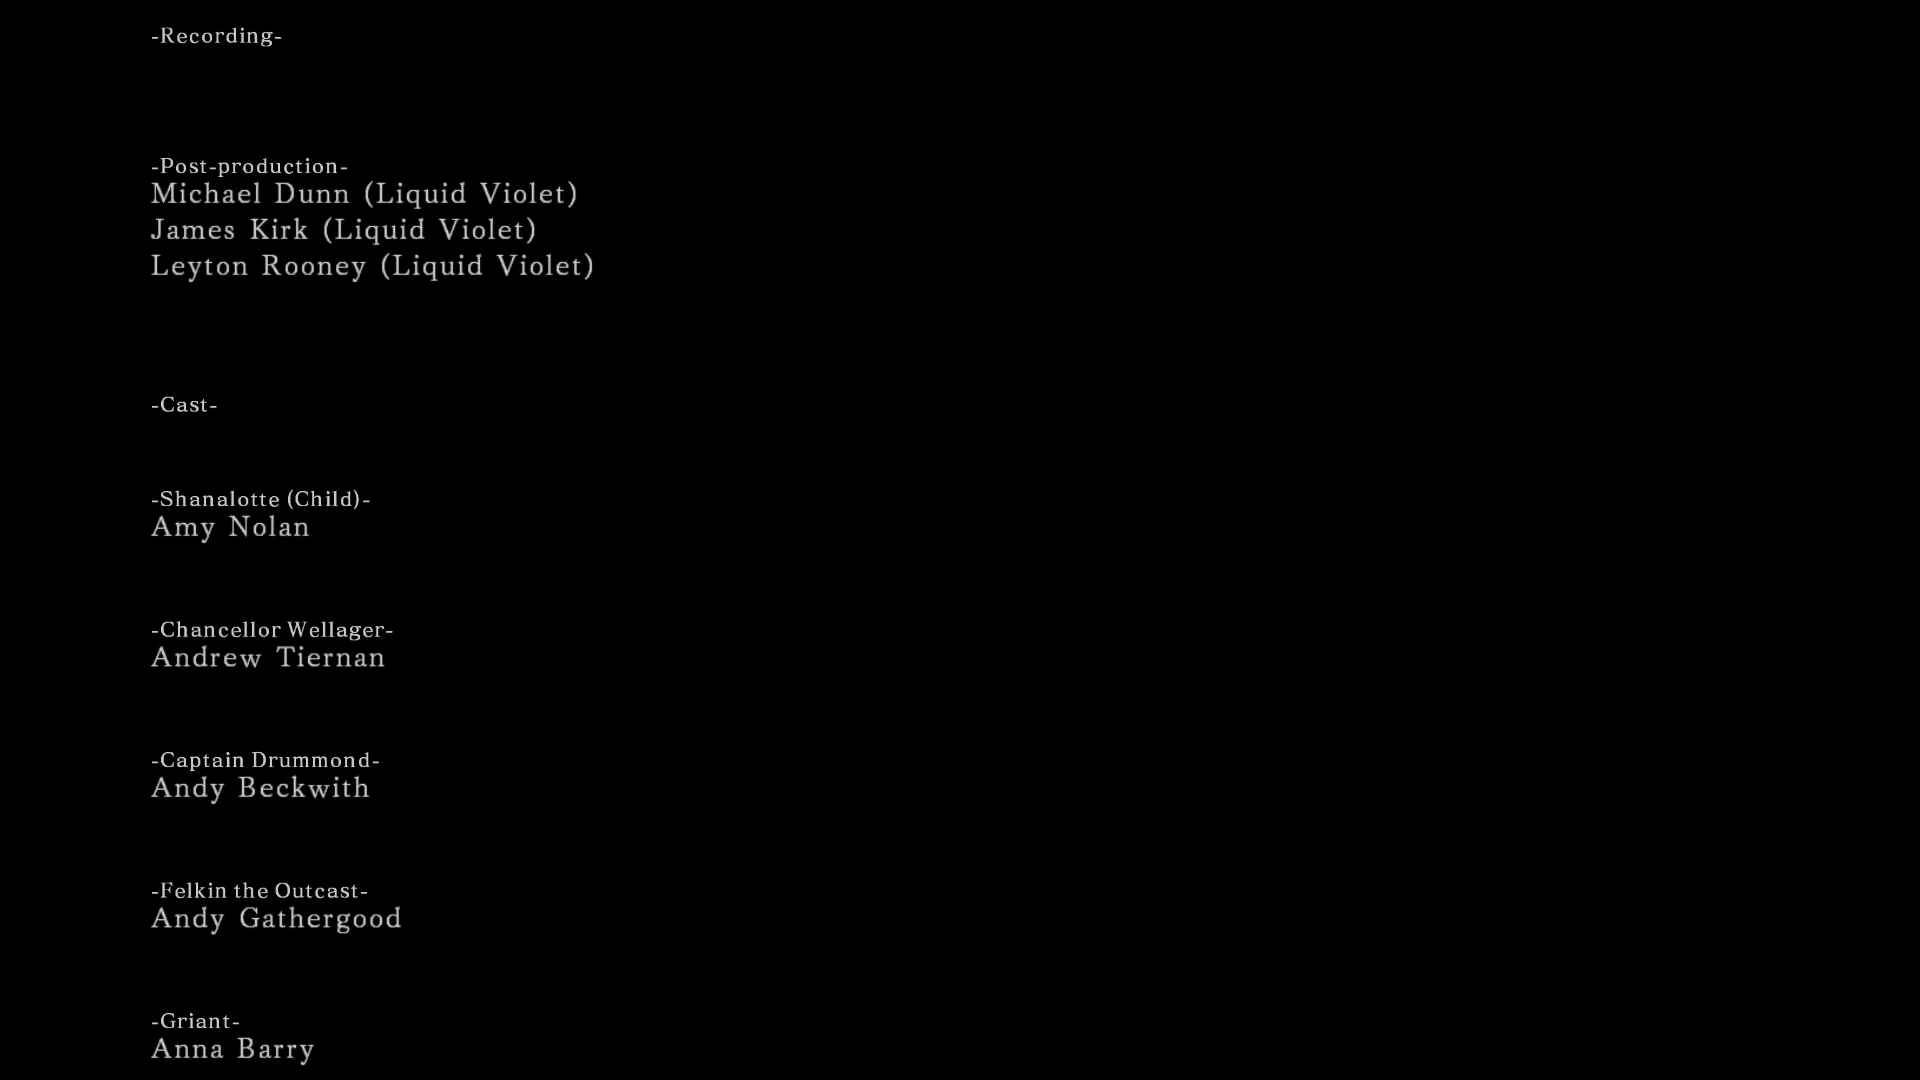 -Recording-
-Post-production-
Michael Dunn (Liquid Violet)
James Kirk (Liquid Violet)
Leyton Rooney (Liquid Violet)
-Cast-
-Shanalotte (Child)-
Amy Nolan
-Chancellor Wellager-
Andrew Tiernan
-Captain Drummond-
Andy Beckwith
-Felkin the Outcast-
Andy Gathergood
-Griant-
Anna Barry